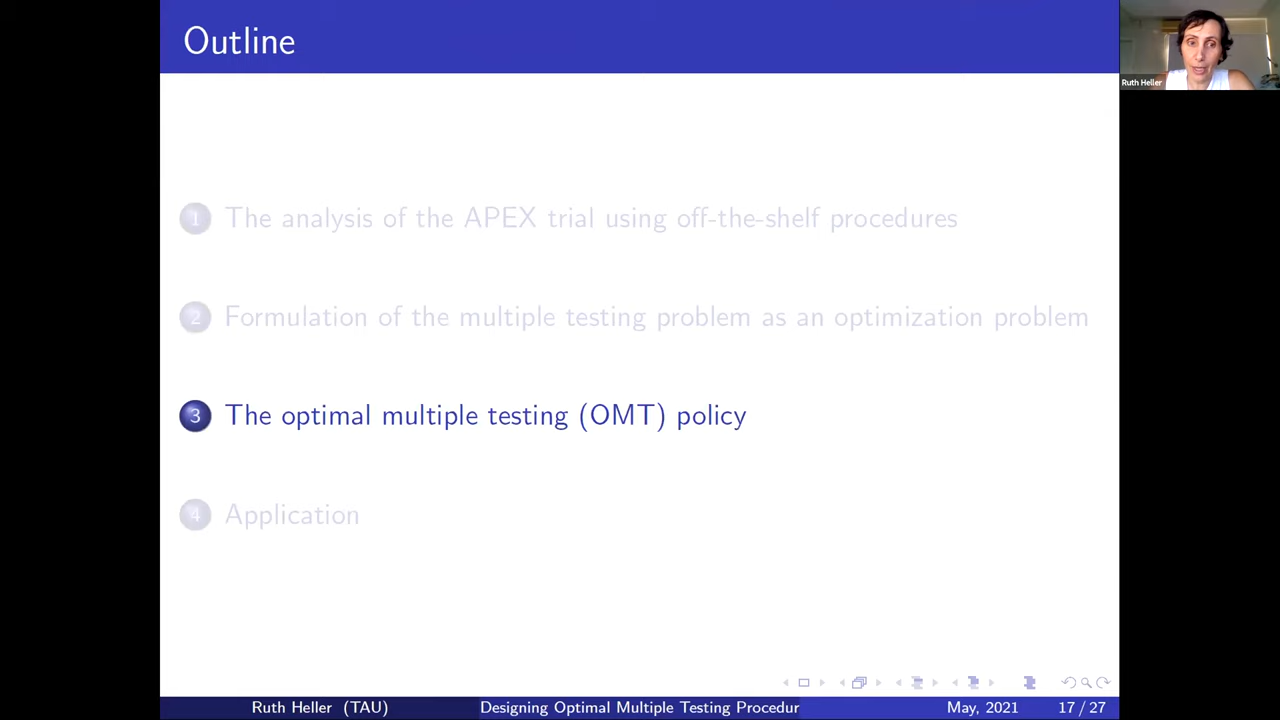 Outline
Ruth Heller
1 The analysis of the APEX trial using off-the-shelf procedures
2 Formulation of the multiple testing problem as an optimization problem
3 The optimal multiple testing (OMT) policy
4 Application
Ruth Heller (TAU) Designing Optimal Multiple Testing Procedur May, 2021 17 / 27